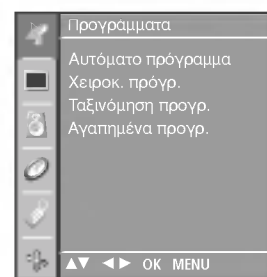 Προγράμματα
Αυτόματο πρόγραμμα
Χειροκ. πρόγρ.
Ταξινόμηση προγρ.
Αγαπημένα προγρ.
▲▼ ◄► OK MENU